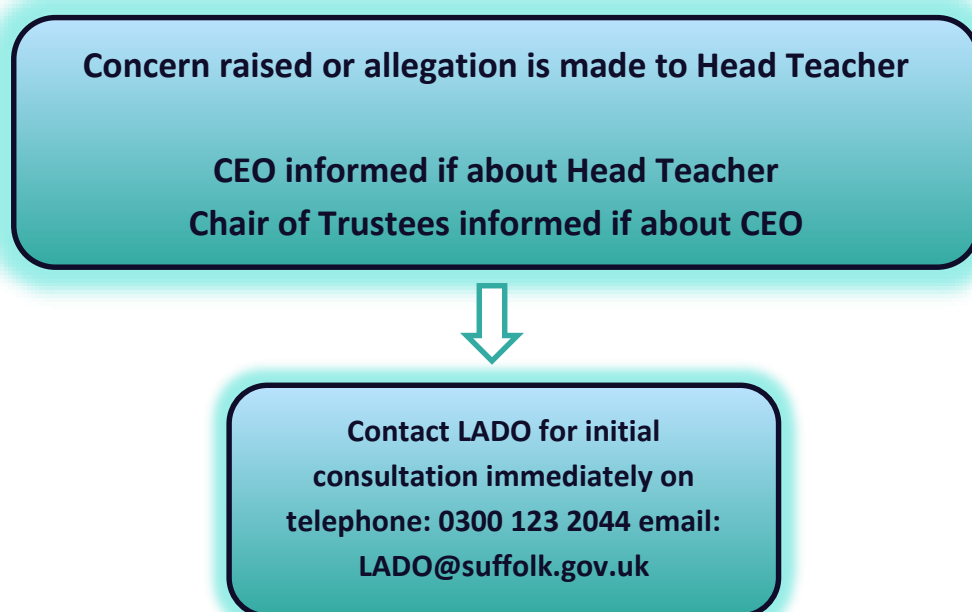 Concern raised or allegation is made to Head Teacher
CEO informed if about Head Teacher
Chair of Trustees informed if about CEO
Contact LADO for initial
consultation immediately on
telephone: 0300 123 2044 email:
LADO@suffolk.gov.uk